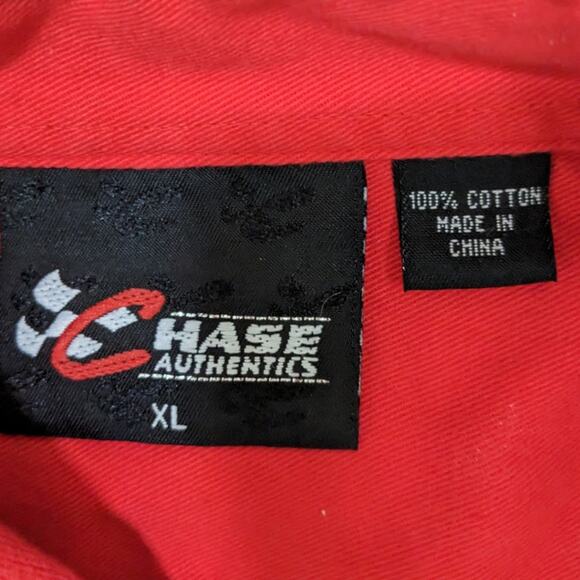 CHASE
AUTHENTICS
XL
100% COTTON
MADE IN
CHINA